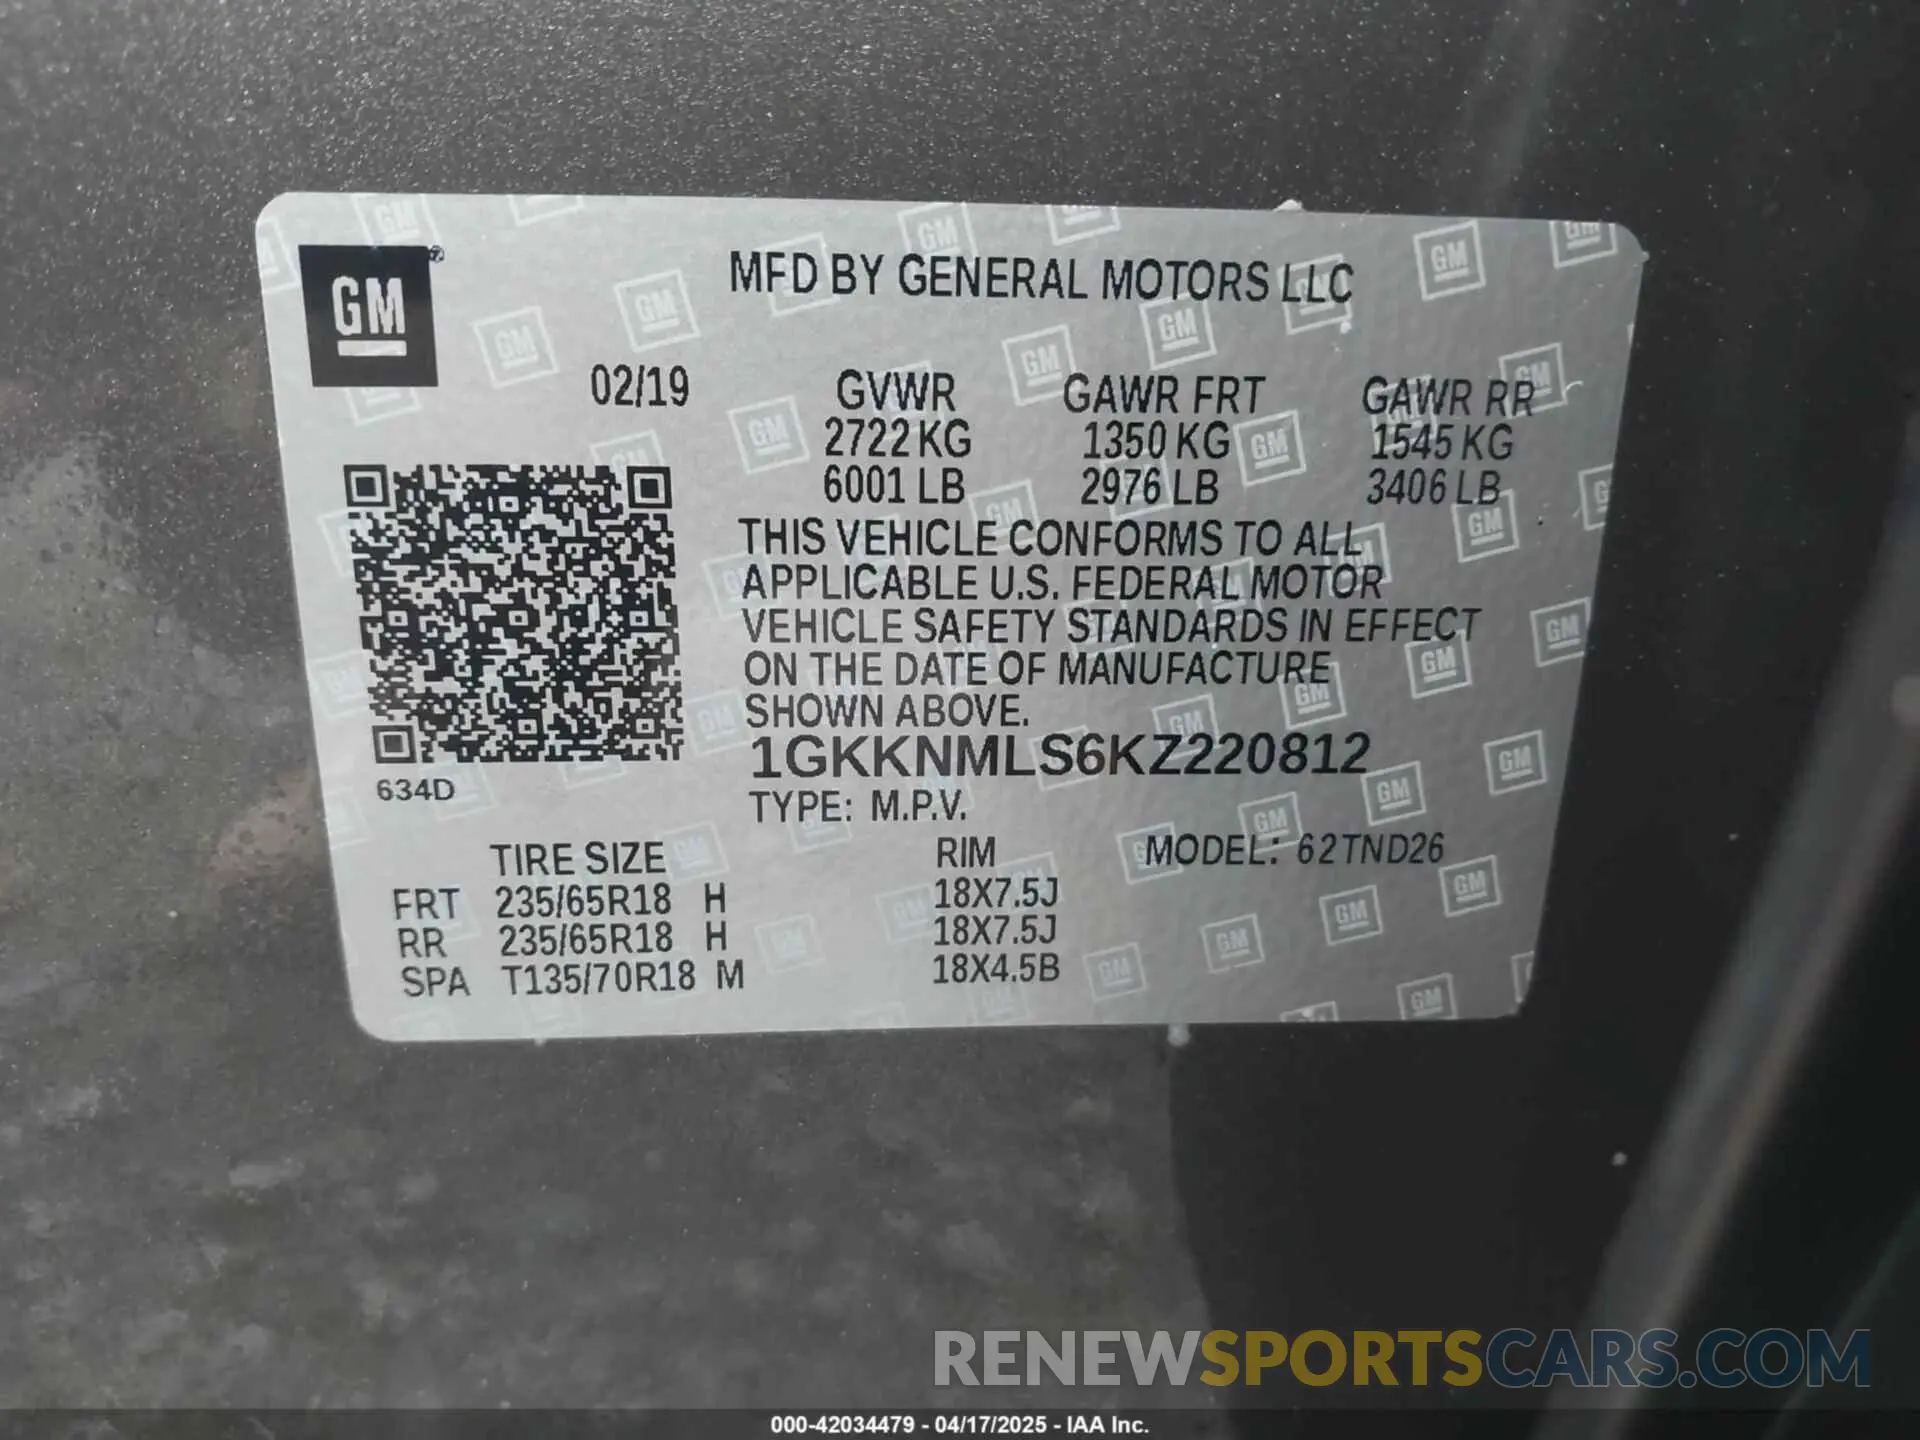 GM
MFD BY GENERAL MOTORS LLC
02/19 GVWR GAWR FRT GAWR RR
2722 KG 1350 KG 1545 KG
6001 LB 2976 LB 3406 LB
THIS VEHICLE CONFORMS TO ALL
APPLICABLE U.S. FEDERAL MOTOR
VEHICLE SAFETY STANDARDS IN EFFECT
ON THE DATE OF MANUFACTURE
SHOWN ABOVE.
1GKKNMLS6KZ220812
634D
TYPE: M.P.V.
TIRE SIZE RIM MODEL: 62TND26
FRT 235/65R18 H 18X7.5J
RR 235/65R18 H 18X7.5J
SPA T135/70R18 M 18X4.5B
RENEWSPORTSCARS.COM
000-42034479 - 04/17/2025 - IAA Inc.